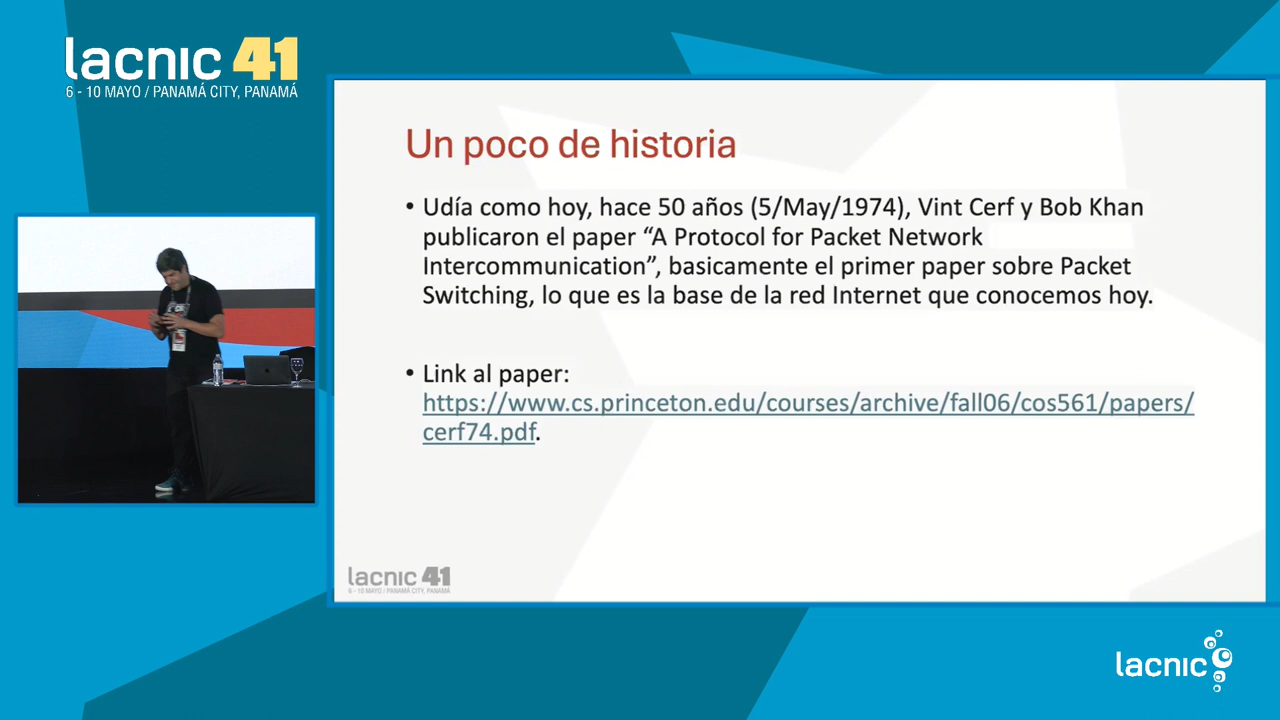 lacnic 41
6 - 10 MAYO / PANAMÁ CITY, PANAMÁ
Un poco de historia
• Udía como hoy, hace 50 años (5/May/1974), Vint Cerf y Bob Khan
publicaron el paper “A Protocol for Packet Network
Intercommunication”, basicamente el primer paper sobre Packet
Switching, lo que es la base de la red Internet que conocemos hoy.
• Link al paper:
https://www.cs.princeton.edu/courses/archive/fall06/cos561/papers/
cerf74.pdf.
lacnic 41
6 - 10 MAYO / PANAMÁ CITY, PANAMÁ
lacnic